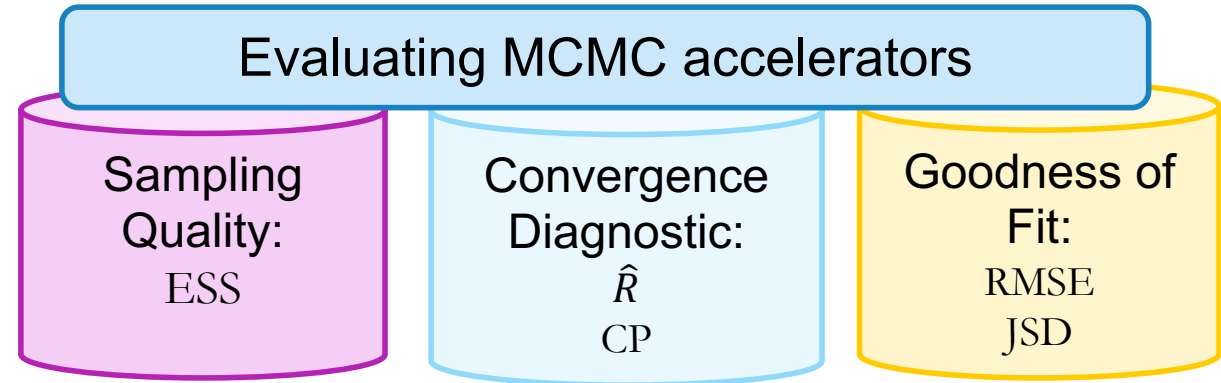 Evaluating MCMC accelerators
Sampling
Quality:
ESS
Convergence
Diagnostic:
R̂
CP
Goodness of
Fit:
RMSE
JSD